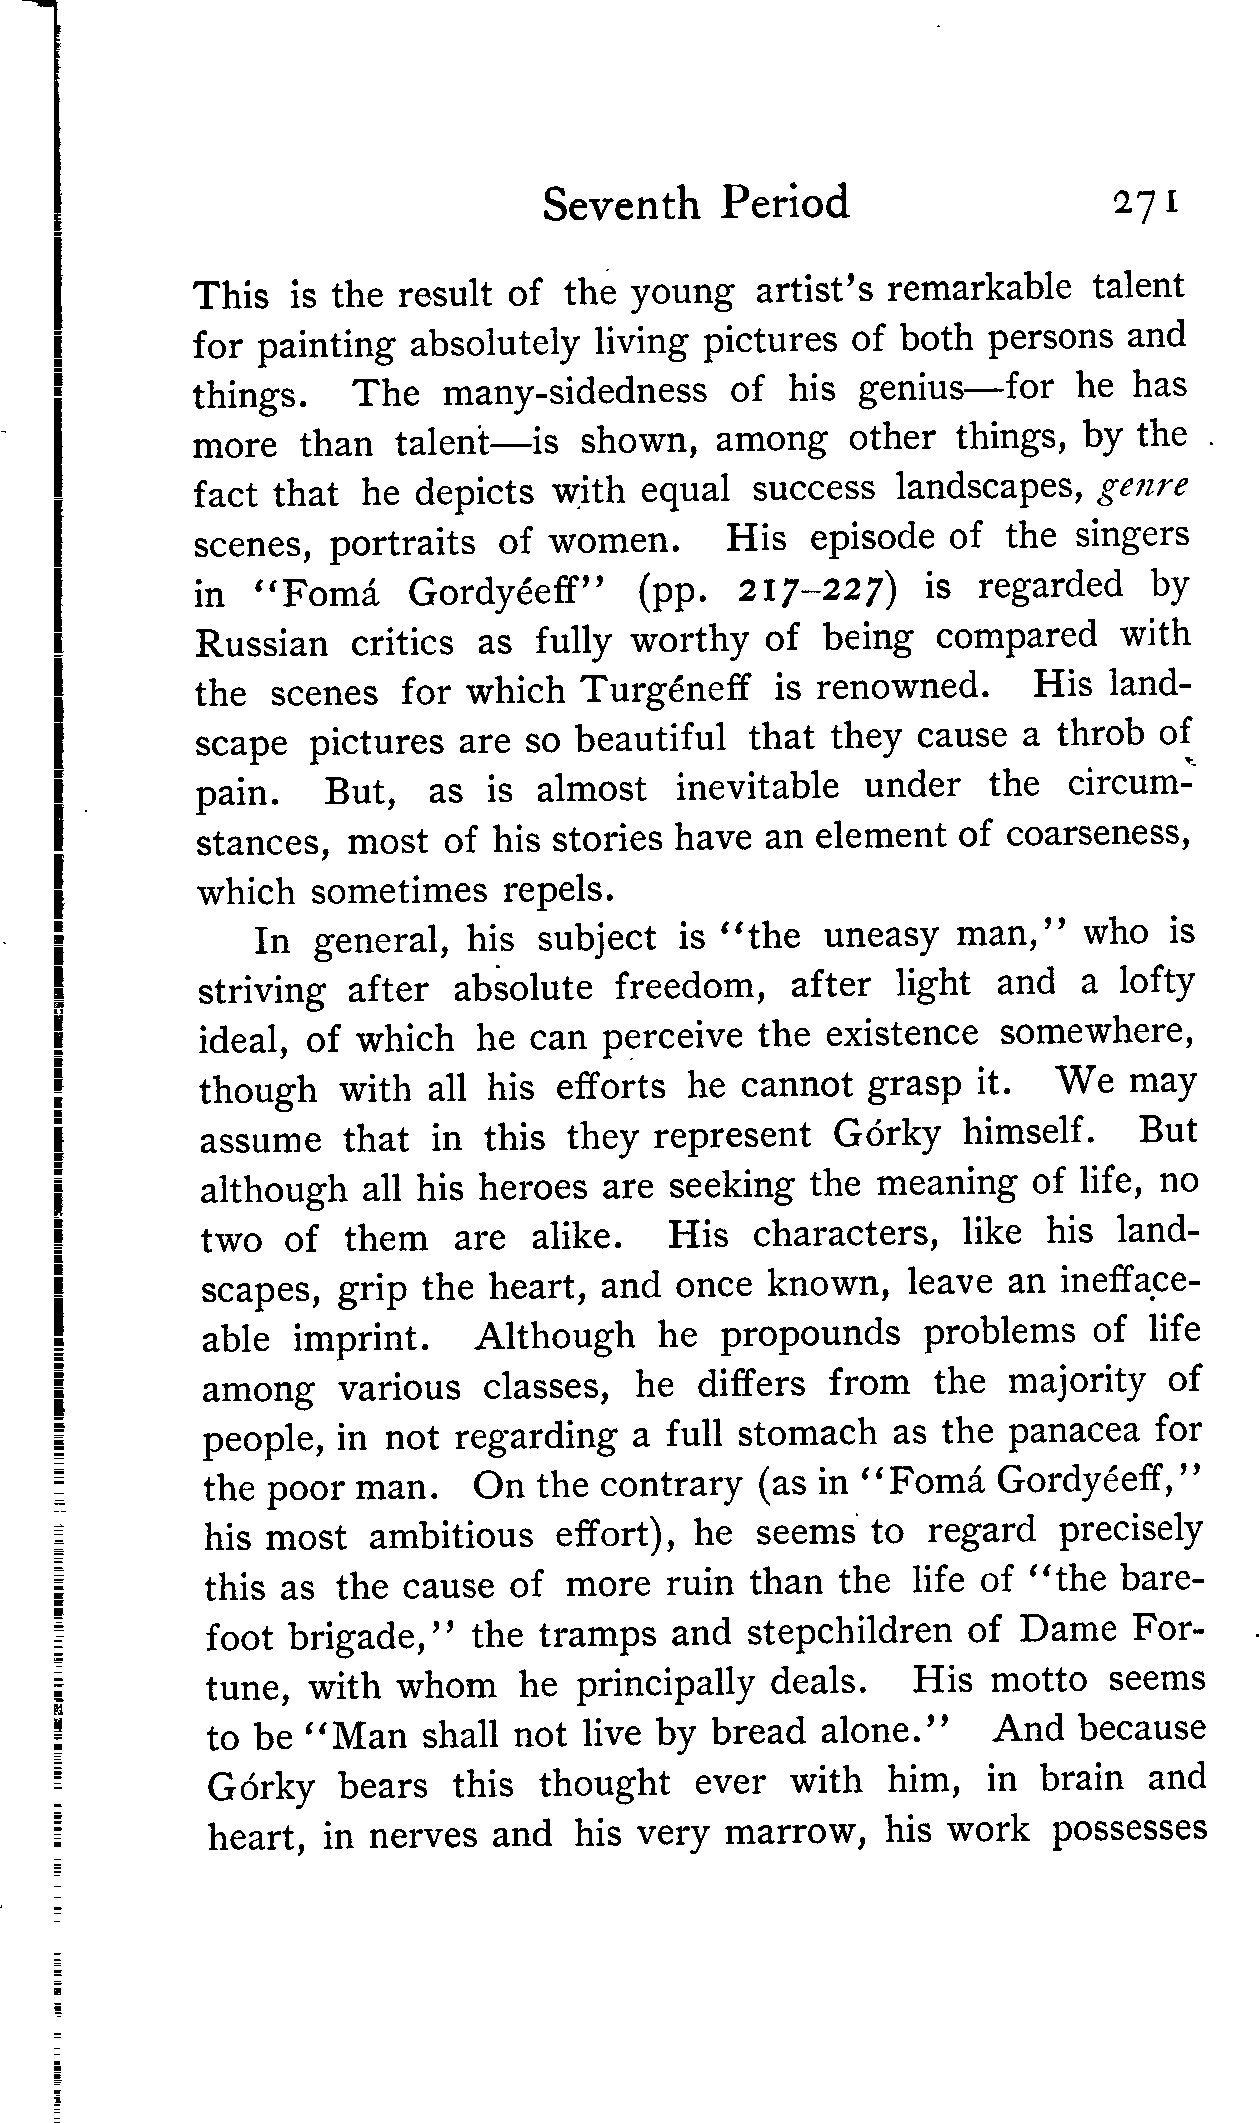 Seventh Period 271
This is the result of the young artist's remarkable talent
for painting absolutely living pictures of both persons and
things. The many-sidedness of his genius—for he has
more than talent—is shown, among other things, by the
fact that he depicts with equal success landscapes, genre
scenes, portraits of women. His episode of the singers
in "Fomá Gordyéeff" (pp. 217–227) is regarded by
Russian critics as fully worthy of being compared with
the scenes for which Turgéneff is renowned. His land-
scape pictures are so beautiful that they cause a throb of
pain. But, as is almost inevitable under the circum-
stances, most of his stories have an element of coarseness,
which sometimes repels.
In general, his subject is "the uneasy man," who is
striving after absolute freedom, after light and a lofty
ideal, of which he can perceive the existence somewhere,
though with all his efforts he cannot grasp it. We may
assume that in this they represent Górky himself. But
although all his heroes are seeking the meaning of life, no
two of them are alike. His characters, like his land-
scapes, grip the heart, and once known, leave an inefface-
able imprint. Although he propounds problems of life
among various classes, he differs from the majority of
people, in not regarding a full stomach as the panacea for
the poor man. On the contrary (as in "Fomá Gordyéeff,"
his most ambitious effort), he seems to regard precisely
this as the cause of more ruin than the life of "the bare-
foot brigade," the tramps and stepchildren of Dame For-
tune, with whom he principally deals. His motto seems
to be "Man shall not live by bread alone." And because
Górky bears this thought ever with him, in brain and
heart, in nerves and his very marrow, his work possesses